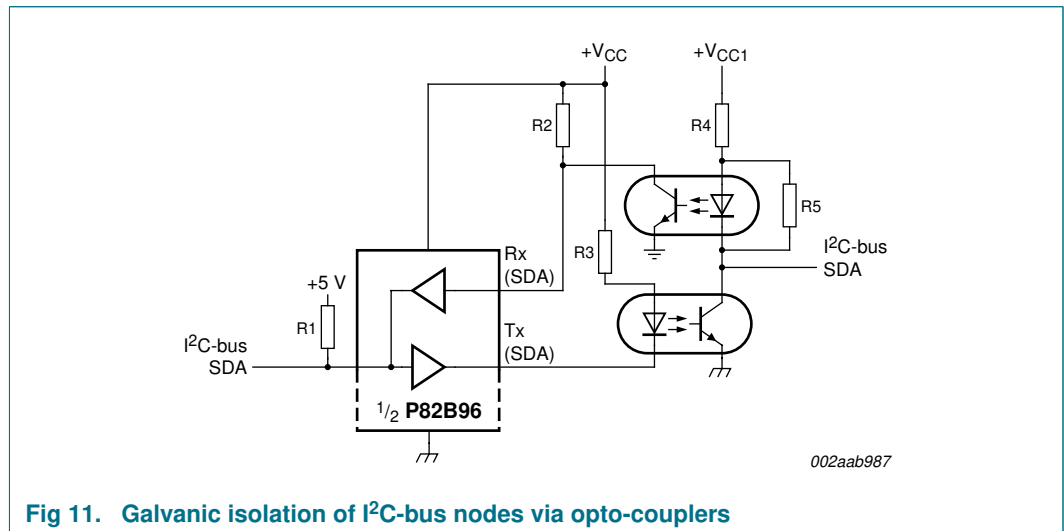 +VCC
+VCC1
R2
R4
R5
R3
I²C-bus
SDA
Rx
(SDA)
+5 V
R1
Tx
(SDA)
I²C-bus
SDA
1/2 P82B96
002aab987
Fig 11. Galvanic isolation of I²C-bus nodes via opto-couplers